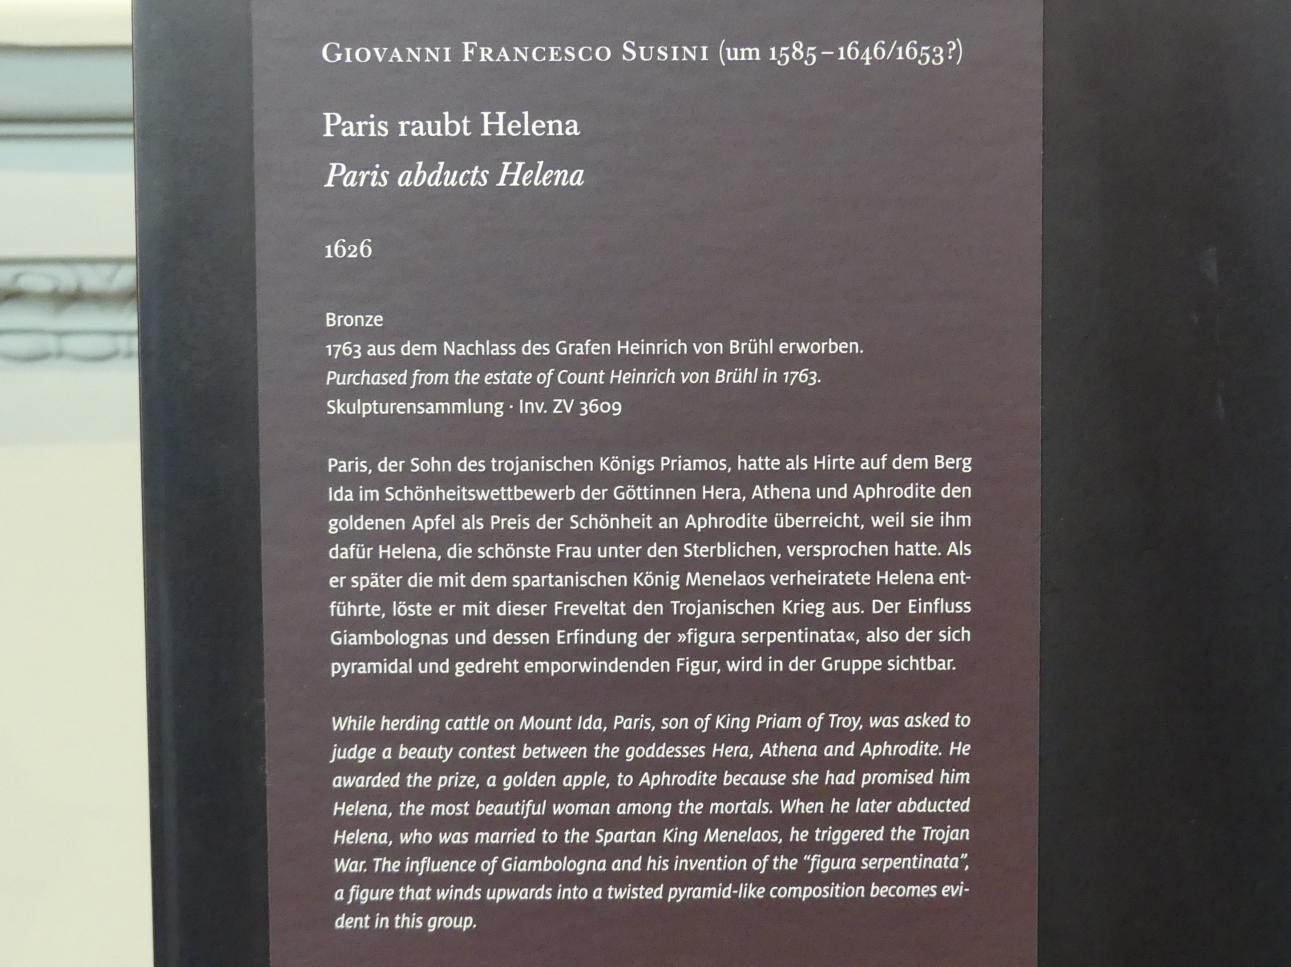 Giovanni Francesco Susini (um 1585–1646/1653?)
Paris raubt Helena
Paris abducts Helena
1626
Bronze
1763 aus dem Nachlass des Grafen Heinrich von Brühl erworben.
Purchased from the estate of Count Heinrich von Brühl in 1763.
Skulpturensammlung · Inv. ZV 3609
Paris, der Sohn des trojanischen Königs Priamos, hatte als Hirte auf dem Berg
Ida im Schönheitswettbewerb der Göttinnen Hera, Athena und Aphrodite den
goldenen Apfel als Preis der Schönheit an Aphrodite überreicht, weil sie ihm
dafür Helena, die schönste Frau unter den Sterblichen, versprochen hatte. Als
er später die mit dem spartanischen König Menelaos verheiratete Helena ent-
führte, löste er mit dieser Freveltat den Trojanischen Krieg aus. Der Einfluss
Giambolognas und dessen Erfindung der »figura serpentinata«, also der sich
pyramidal und gedreht emporwindenden Figur, wird in der Gruppe sichtbar.
While herding cattle on Mount Ida, Paris, son of King Priam of Troy, was asked to
judge a beauty contest between the goddesses Hera, Athena and Aphrodite. He
awarded the prize, a golden apple, to Aphrodite because she had promised him
Helena, the most beautiful woman among the mortals. When he later abducted
Helena, who was married to the Spartan King Menelaos, he triggered the Trojan
War. The influence of Giambologna and his invention of the “figura serpentinata”,
a figure that winds upwards into a twisted pyramid-like composition becomes evi-
dent in this group.